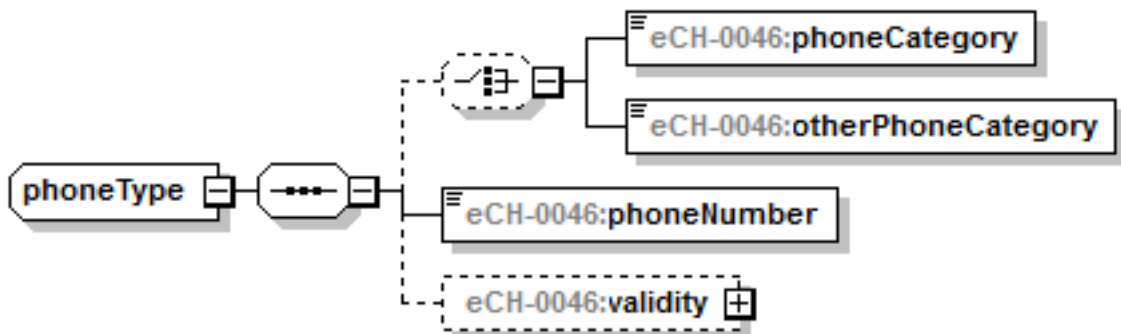 eCH-0046:phoneCategory
eCH-0046:otherPhoneCategory
phoneType
eCH-0046:phoneNumber
eCH-0046:validity